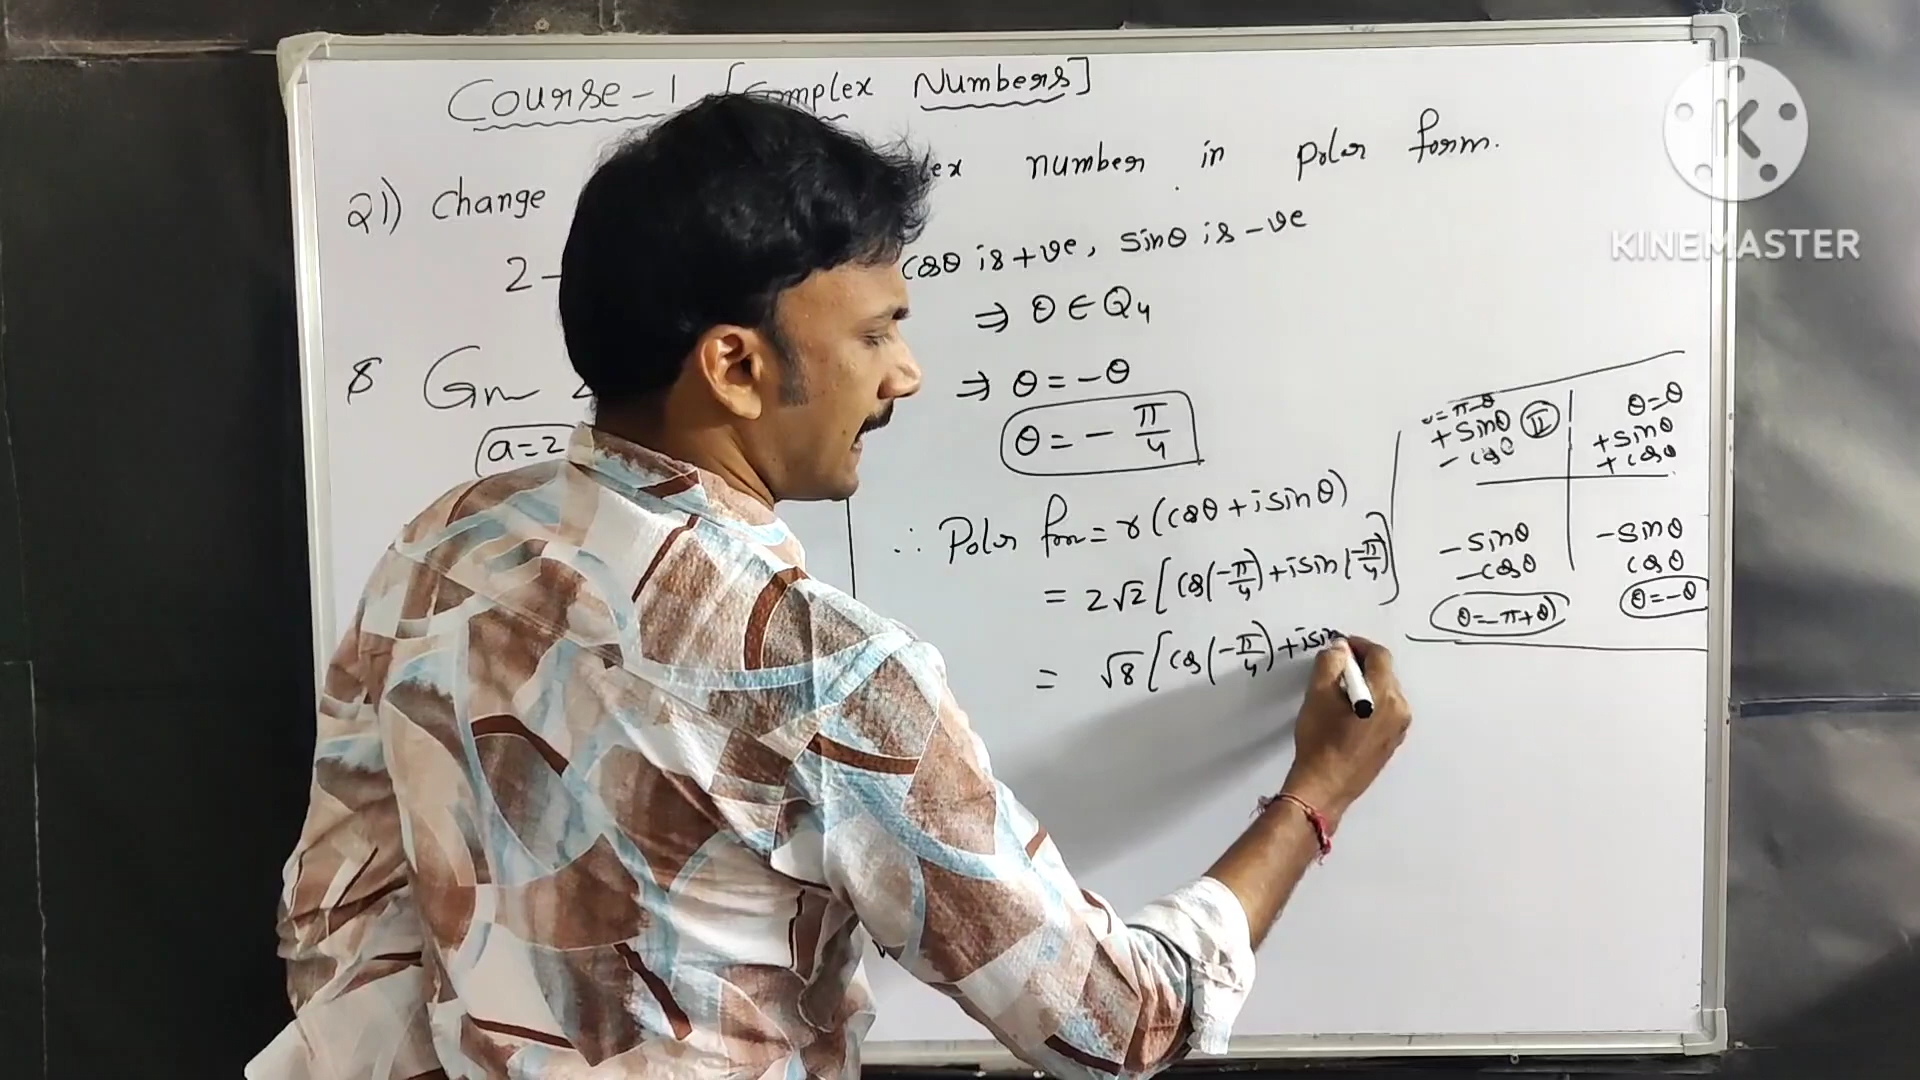 Course-1 [Complex Numbers]
Q1) Change
number in polar form.
2-
Cosθ is +ve, sinθ is -ve
⇒ θ ∈ Q4
⇒ θ = -θ
θ = - π/4
a=2
∴ Polar form = r(cosθ + i sinθ)
= 2√2 [cos(-π/4) + i sin(-π/4)]
= √8 [cos(-π/4) + i sin
θ = π-θ
+ sinθ
- cosθ
II
θ=θ
+ sinθ
+ cosθ
- sinθ
- cosθ
θ = -π+θ
- sinθ
cosθ
θ = -θ
K
KINEMASTER